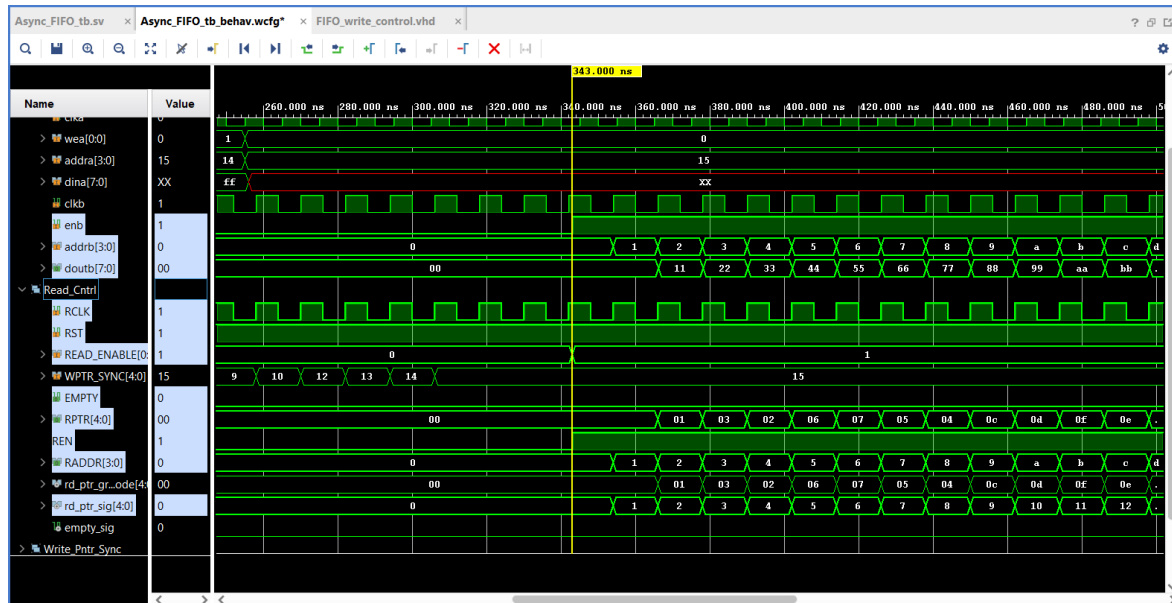 Async_FIFO_tb.sv × Async_FIFO_tb_behav.wcfg* × FIFO_write_control.vhd ×
343.000 ns
Name Value
260.000 ns 280.000 ns 300.000 ns 320.000 ns 340.000 ns 360.000 ns 380.000 ns 400.000 ns 420.000 ns 440.000 ns 460.000 ns 480.000 ns
clka 0
wea[0:0] 0 1 0
addra[3:0] 15 14 15
dina[7:0] XX ff XX
clkb 1
enb 1
addrb[3:0] 0 0 1 2 3 4 5 6 7 8 9 a b c d
doutb[7:0] 00 00 11 22 33 44 55 66 77 88 99 aa bb .
Read_Cntrl
RCLK 1
RST 1
READ_ENABLE[0: 1 0 1
WPTR_SYNC[4:0] 15 9 10 12 13 14 15
EMPTY 0
RPTR[4:0] 00 00 01 03 02 06 07 05 04 0c 0d 0f 0e .
REN 1
RADDR[3:0] 0 0 1 2 3 4 5 6 7 8 9 a b c d
rd_ptr_gr...ode[4: 00 00 01 03 02 06 07 05 04 0c 0d 0f 0e .
rd_ptr_sig[4:0] 0 0 1 2 3 4 5 6 7 8 9 10 11 12 .
empty_sig 0
Write_Pntr_Sync